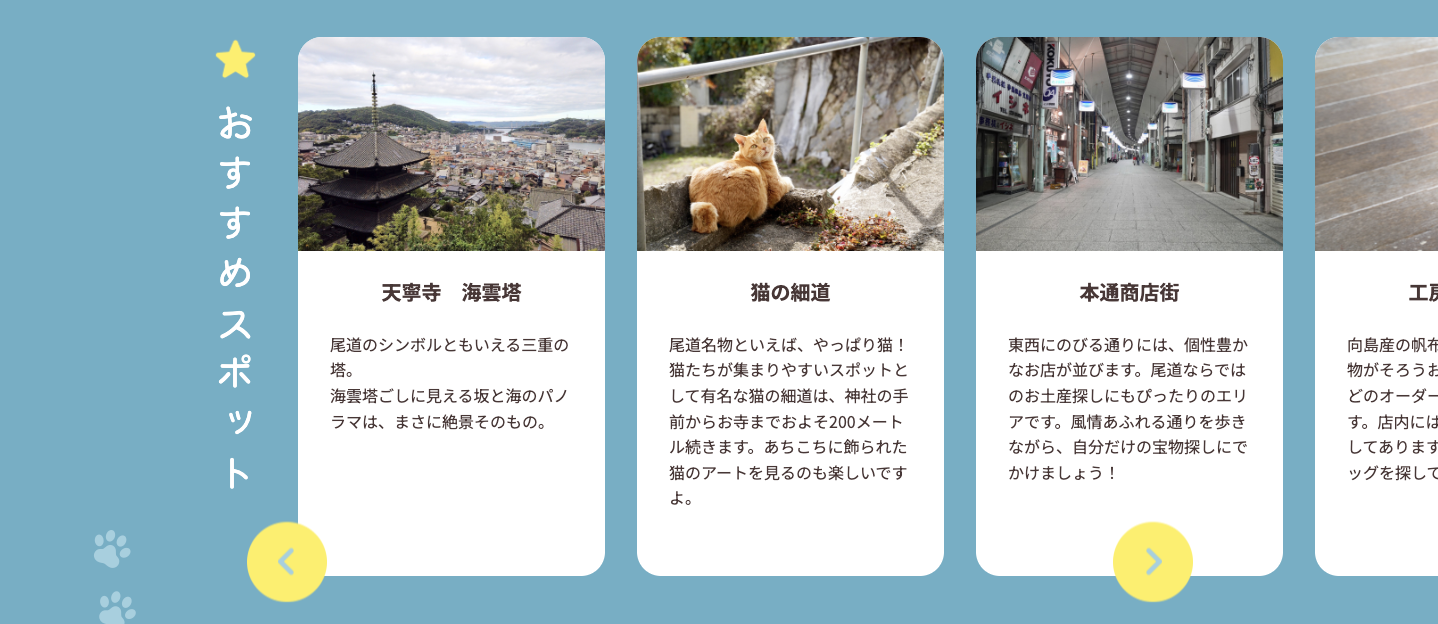 おすすめスポット
天寧寺　海雲塔
尾道のシンボルともいえる三重の
塔。
海雲塔ごしに見える坂と海のパノ
ラマは、まさに絶景そのもの。
猫の細道
尾道名物といえば、やっぱり猫！
猫たちが集まりやすいスポットと
して有名な猫の細道は、神社の手
前からお寺までおよそ200メート
ル続きます。あちこちに飾られた
猫のアートを見るのも楽しいです
よ。
イシネ
本通商店街
東西にのびる通りには、個性豊か
なお店が並びます。尾道ならでは
のお土産探しにもぴったりのエリ
アです。風情あふれる通りを歩き
ながら、自分だけの宝物探しにで
かけましょう！
工房
向島産の帆布
物がそろうお
どのオーダー
す。店内には
してあります
ッグを探して